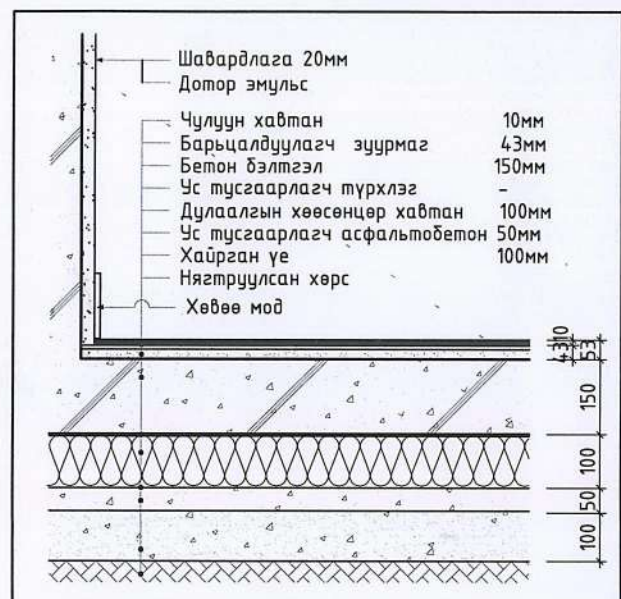 Шавардлага 20мм
Дотор эмульс
Чулуун хавтан 10мм
Барьцалдуулагч зуурмаг 43мм
Бетон бэлтгэл 150мм
Ус тусгаарлагч түрхлэг -
Дулаалгын хөөсөнцөр хавтан 100мм
Ус тусгаарлагч асфальтобетон 50мм
Хайрган үе 100мм
Нягтруулсан хөрс
Хөвөө мод
10
43
53
150
100
50
100